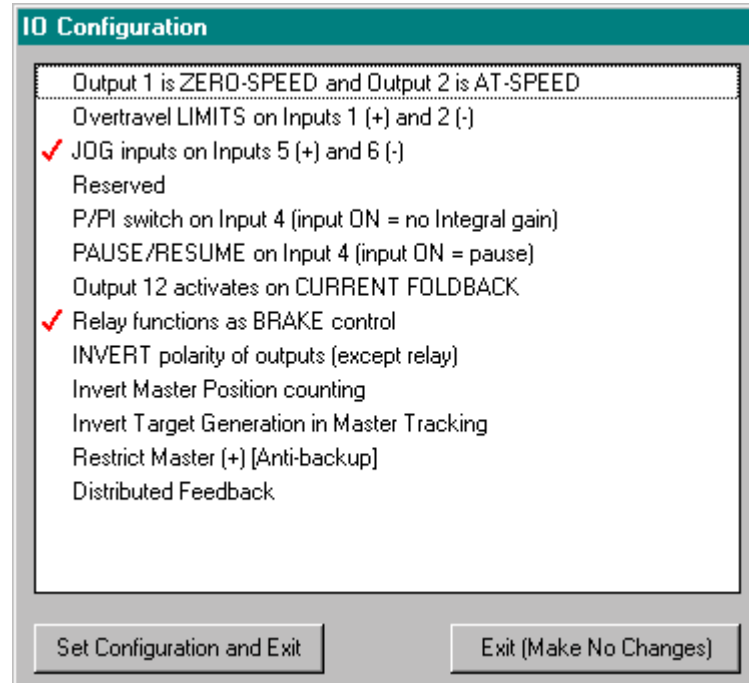 IO Configuration
Output 1 is ZERO-SPEED and Output 2 is AT-SPEED
Overtravel LIMITS on Inputs 1 (+) and 2 (-)
JOG inputs on Inputs 5 (+) and 6 (-)
Reserved
P/PI switch on Input 4 (input ON = no Integral gain)
PAUSE/RESUME on Input 4 (input ON = pause)
Output 12 activates on CURRENT FOLDBACK
Relay functions as BRAKE control
INVERT polarity of outputs (except relay)
Invert Master Position counting
Invert Target Generation in Master Tracking
Restrict Master (+) [Anti-backup]
Distributed Feedback
Set Configuration and Exit
Exit (Make No Changes)